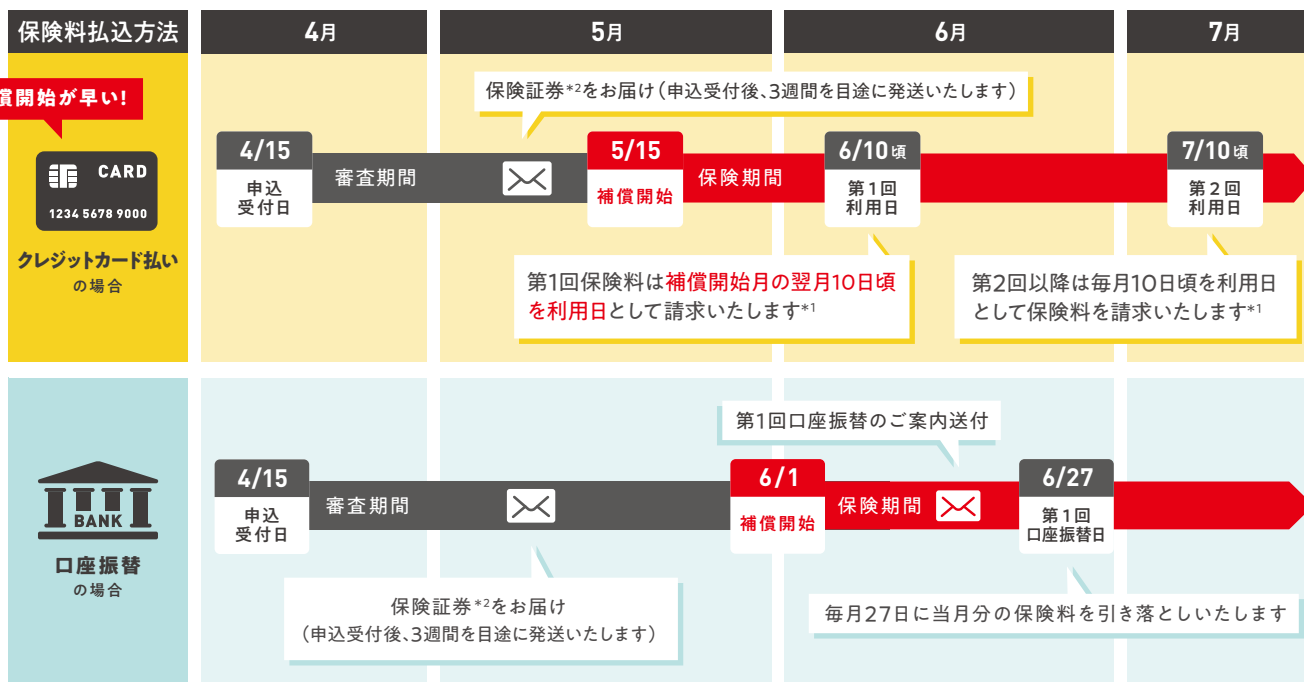 保険料払込方法
4月
5月
6月
7月
償開始が早い!
CARD
1234 5678 9000
クレジットカード払い
の場合
保険証券*2をお届け（申込受付後、3週間を目途に発送いたします）
4/15
申込
受付日
審査期間
5/15
補償開始
保険期間
6/10頃
第1回
利用日
7/10頃
第2回
利用日
第1回保険料は補償開始月の翌月10日頃
を利用日として請求いたします*1
第2回以降は毎月10日頃を利用日
として保険料を請求いたします*1
BANK
口座振替
の場合
第1回口座振替のご案内送付
4/15
申込
受付日
審査期間
6/1
補償開始
保険期間
6/27
第1回
口座振替日
保険証券*2をお届け
（申込受付後、3週間を目途に発送いたします）
毎月27日に当月分の保険料を引き落としいたします